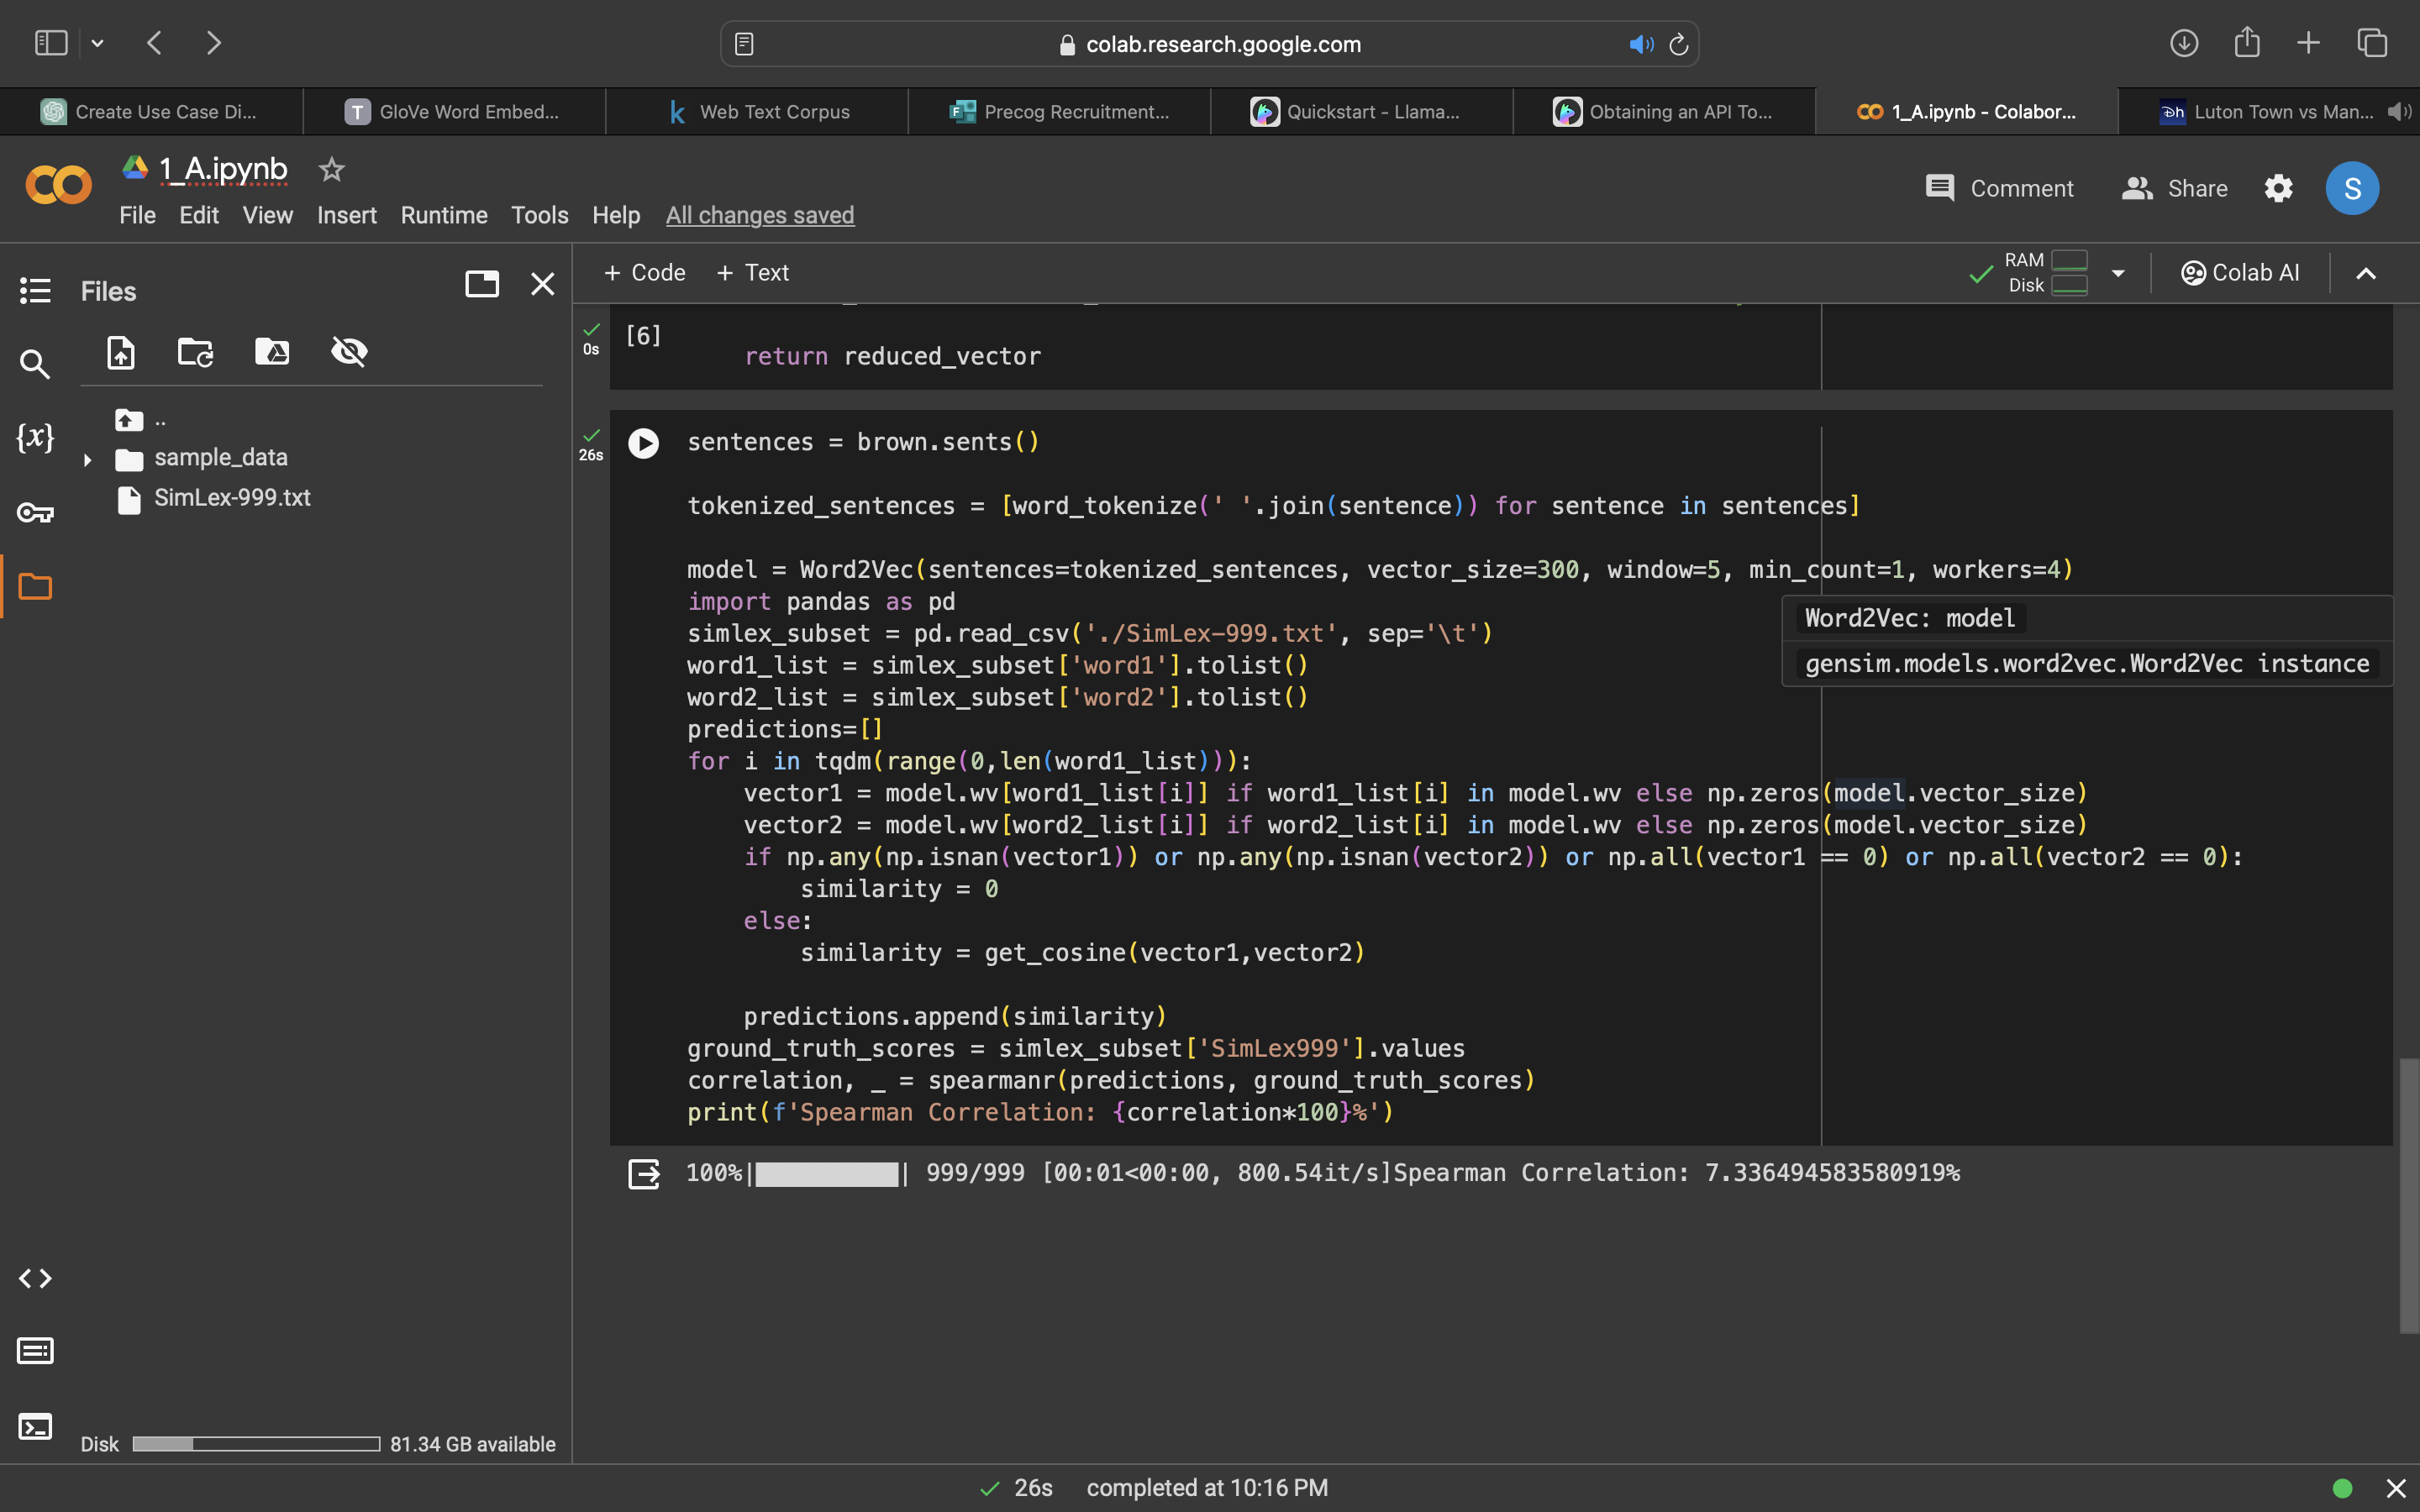 colab.research.google.com
Create Use Case Di...
T GloVe Word Embed...
k Web Text Corpus
F Precog Recruitment...
Quickstart - Llama...
Obtaining an API To...
1_A.ipynb - Colabor...
Dh Luton Town vs Man...
1_A.ipynb
Comment
Share
S
File Edit View Insert Runtime Tools Help All changes saved
Files
+ Code + Text
RAM
Disk
Colab AI
{x}
..
sample_data
SimLex-999.txt
0s
[6]
return reduced_vector
26s
sentences = brown.sents()
tokenized_sentences = [word_tokenize(' '.join(sentence)) for sentence in sentences]
model = Word2Vec(sentences=tokenized_sentences, vector_size=300, window=5, min_count=1, workers=4)
import pandas as pd
simlex_subset = pd.read_csv('./SimLex-999.txt', sep='\t')
word1_list = simlex_subset['word1'].tolist()
word2_list = simlex_subset['word2'].tolist()
predictions=[]
for i in tqdm(range(0,len(word1_list))):
    vector1 = model.wv[word1_list[i]] if word1_list[i] in model.wv else np.zeros(model.vector_size)
    vector2 = model.wv[word2_list[i]] if word2_list[i] in model.wv else np.zeros(model.vector_size)
    if np.any(np.isnan(vector1)) or np.any(np.isnan(vector2)) or np.all(vector1 == 0) or np.all(vector2 == 0):
        similarity = 0
    else:
        similarity = get_cosine(vector1,vector2)
    predictions.append(similarity)
ground_truth_scores = simlex_subset['SimLex999'].values
correlation, _ = spearmanr(predictions, ground_truth_scores)
print(f'Spearman Correlation: {correlation*100}%')
Word2Vec: model
gensim.models.word2vec.Word2Vec instance
100%| | 999/999 [00:01<00:00, 800.54it/s]Spearman Correlation: 7.336494583580919%
Disk 81.34 GB available
26s completed at 10:16 PM